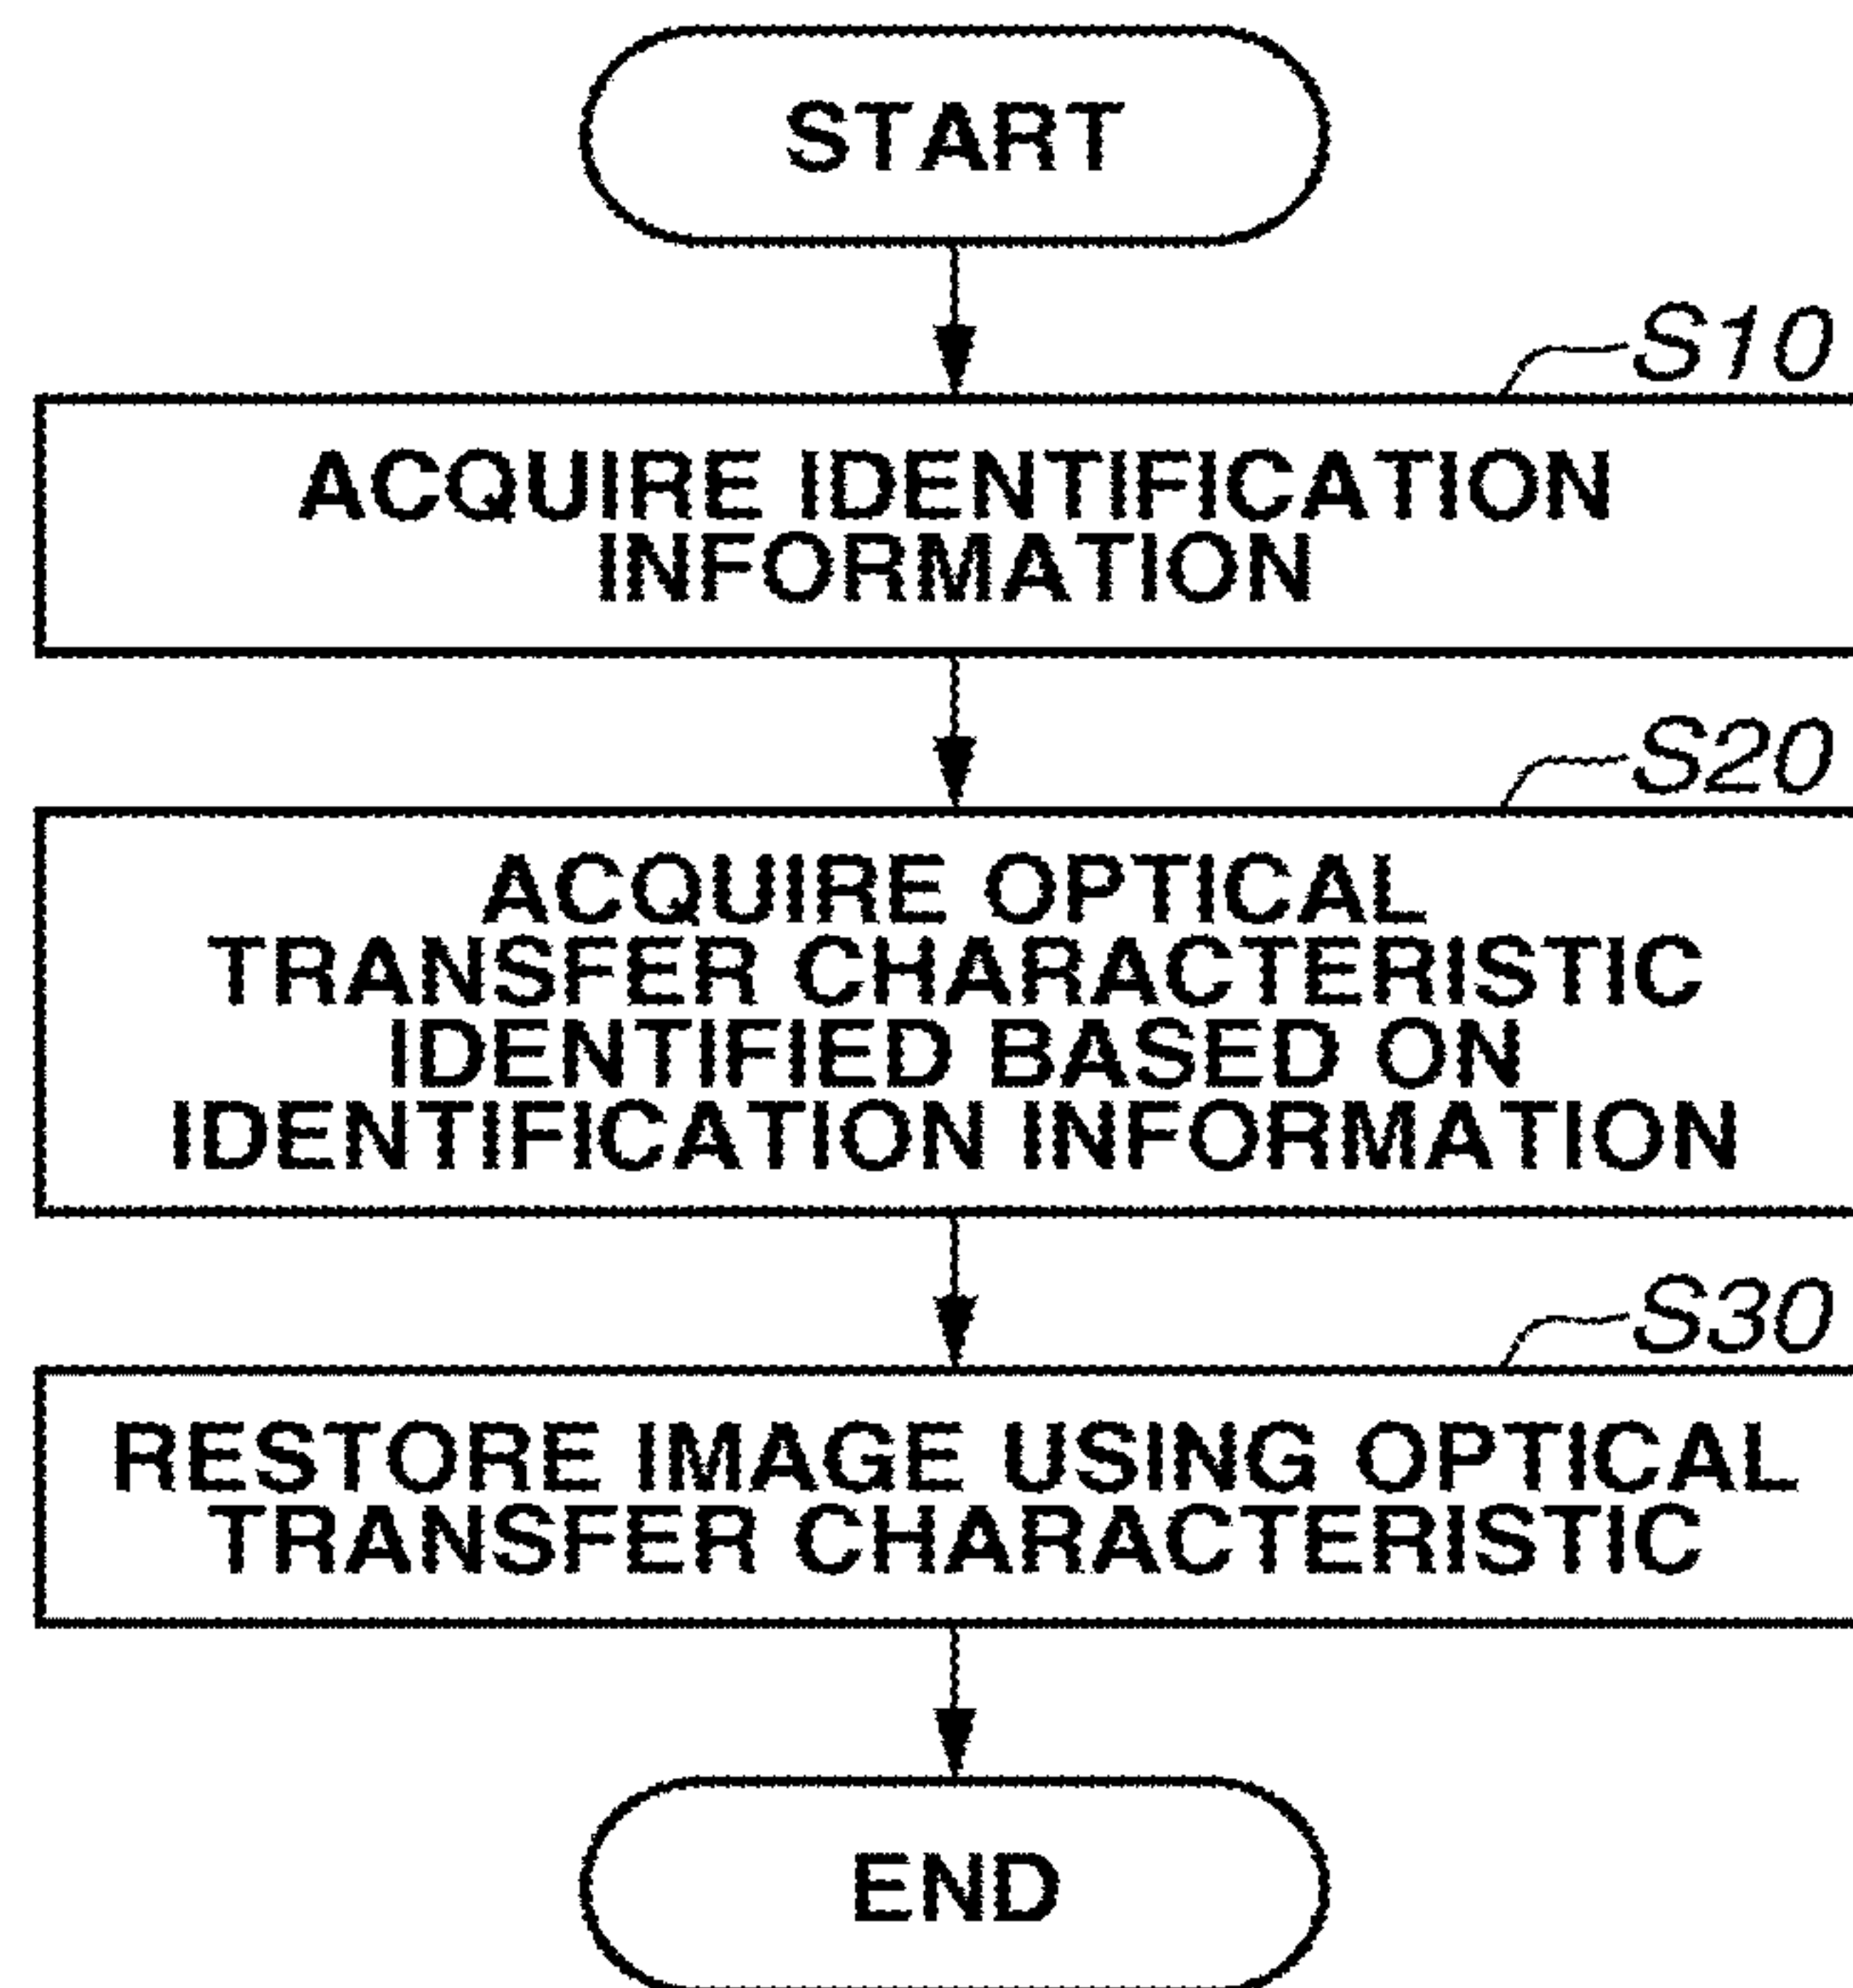 START
S10
ACQUIRE IDENTIFICATION
INFORMATION
S20
ACQUIRE OPTICAL
TRANSFER CHARACTERISTIC
IDENTIFIED BASED ON
IDENTIFICATION INFORMATION
S30
RESTORE IMAGE USING OPTICAL
TRANSFER CHARACTERISTIC
END